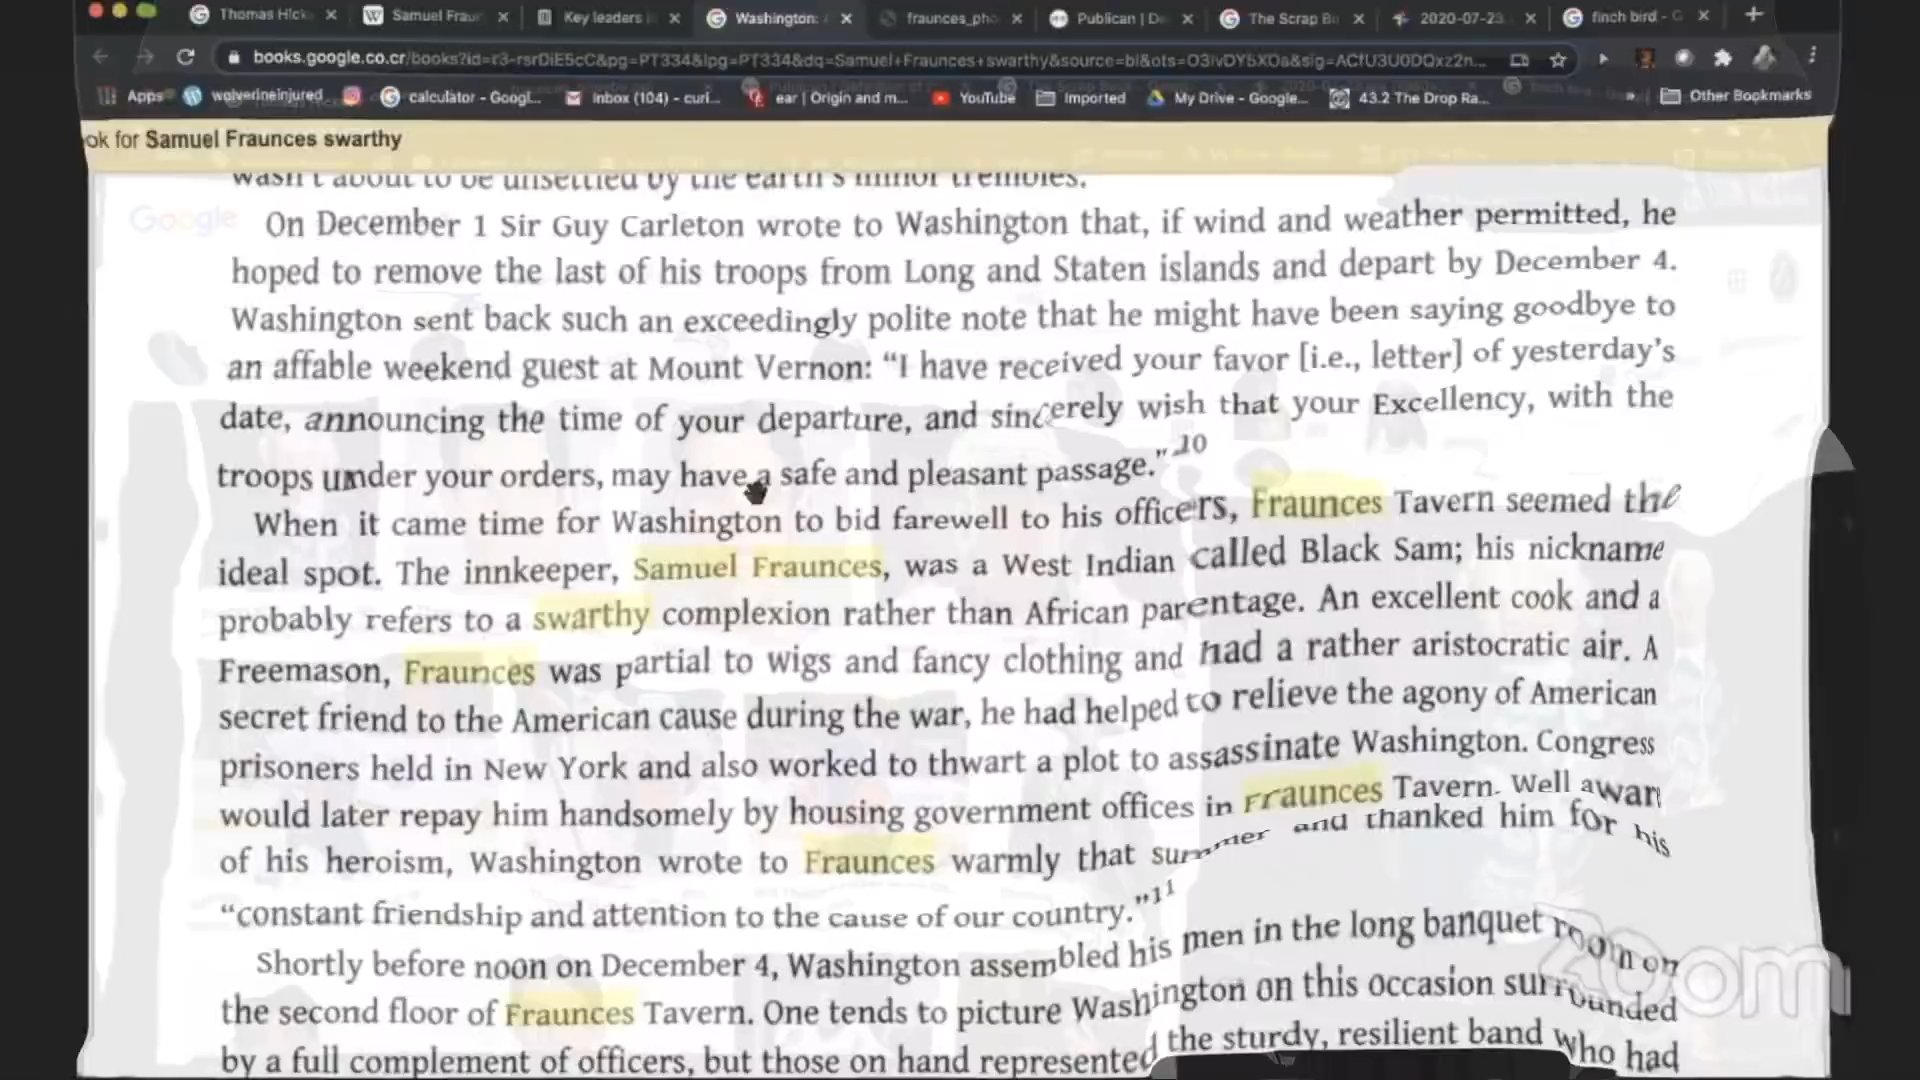 Thomas Hick
Samuel Frau
Key leaders i
Washington: A
fraunces_pho
Publican | De
The Scrap Bo
2020-07-23
finch bird - G
books.google.co.cr/books?id=r3-rsrDiE5cC&pg=PT334&lpg=PT334&dq=Samuel+Fraunces+swarthy&source=bl&ots=O3IvDYbXOa&sig=ACfU3U0DQxz2n...
Apps
wolverineinjured
calculator - Googl...
Inbox (104) - curi...
ear | Origin and m...
YouTube
Imported
My Drive - Google...
43.2 The Drop Ra...
»
Other Bookmarks
ok for Samuel Fraunces swarthy
Google
wasn't about to be unsettled by the earth's minor trembles.
On December 1 Sir Guy Carleton wrote to Washington that, if wind and weather permitted, he
hoped to remove the last of his troops from Long and Staten islands and depart by December 4.
Washington sent back such an exceedingly polite note that he might have been saying goodbye to
an affable weekend guest at Mount Vernon: “I have received your favor [i.e., letter] of yesterday's
date, announcing the time of your departure, and sincerely wish that your Excellency, with the
troops under your orders, may have a safe and pleasant passage.”10
When it came time for Washington to bid farewell to his officers, Fraunces Tavern seemed the
ideal spot. The innkeeper, Samuel Fraunces, was a West Indian called Black Sam; his nickname
probably refers to a swarthy complexion rather than African parentage. An excellent cook and a
Freemason, Fraunces was partial to wigs and fancy clothing and had a rather aristocratic air. A
secret friend to the American cause during the war, he had helped to relieve the agony of American
prisoners held in New York and also worked to thwart a plot to assassinate Washington. Congress
would later repay him handsomely by housing government offices in Fraunces Tavern. Well awar
of his heroism, Washington wrote to Fraunces warmly that summer and thanked him for his
“constant friendship and attention to the cause of our country.”11
Shortly before noon on December 4, Washington assembled his men in the long banquet room on
the second floor of Fraunces Tavern. One tends to picture Washington on this occasion surrounded
by a full complement of officers, but those on hand represented the sturdy, resilient band who had
zoom